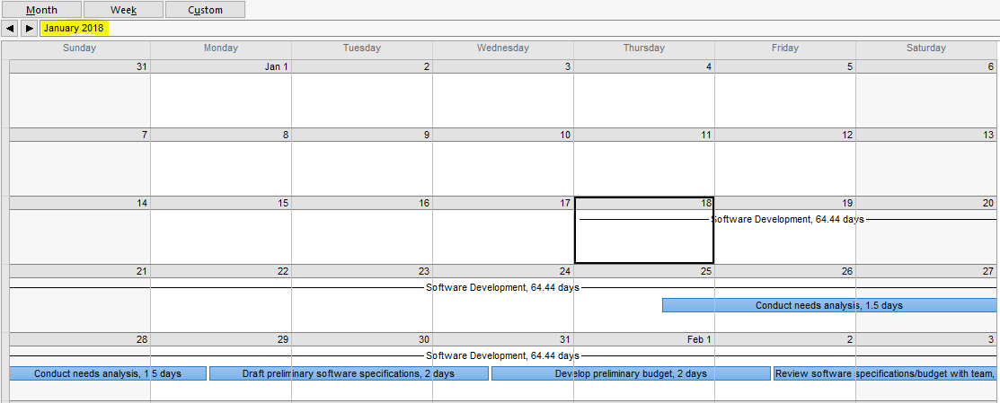 Month Week Custom
January 2018
Sunday Monday Tuesday Wednesday Thursday Friday Saturday
31 Jan 1 2 3 4 5 6
7 8 9 10 11 12 13
14 15 16 17 18 19 20
Software Development, 64.44 days
21 22 23 24 25 26 27
Software Development, 64.44 days
Conduct needs analysis, 1.5 days
28 29 30 31 Feb 1 2 3
Software Development, 64.44 days
Conduct needs analysis, 1.5 days Draft preliminary software specifications, 2 days Develop preliminary budget, 2 days Review software specifications/budget with team,